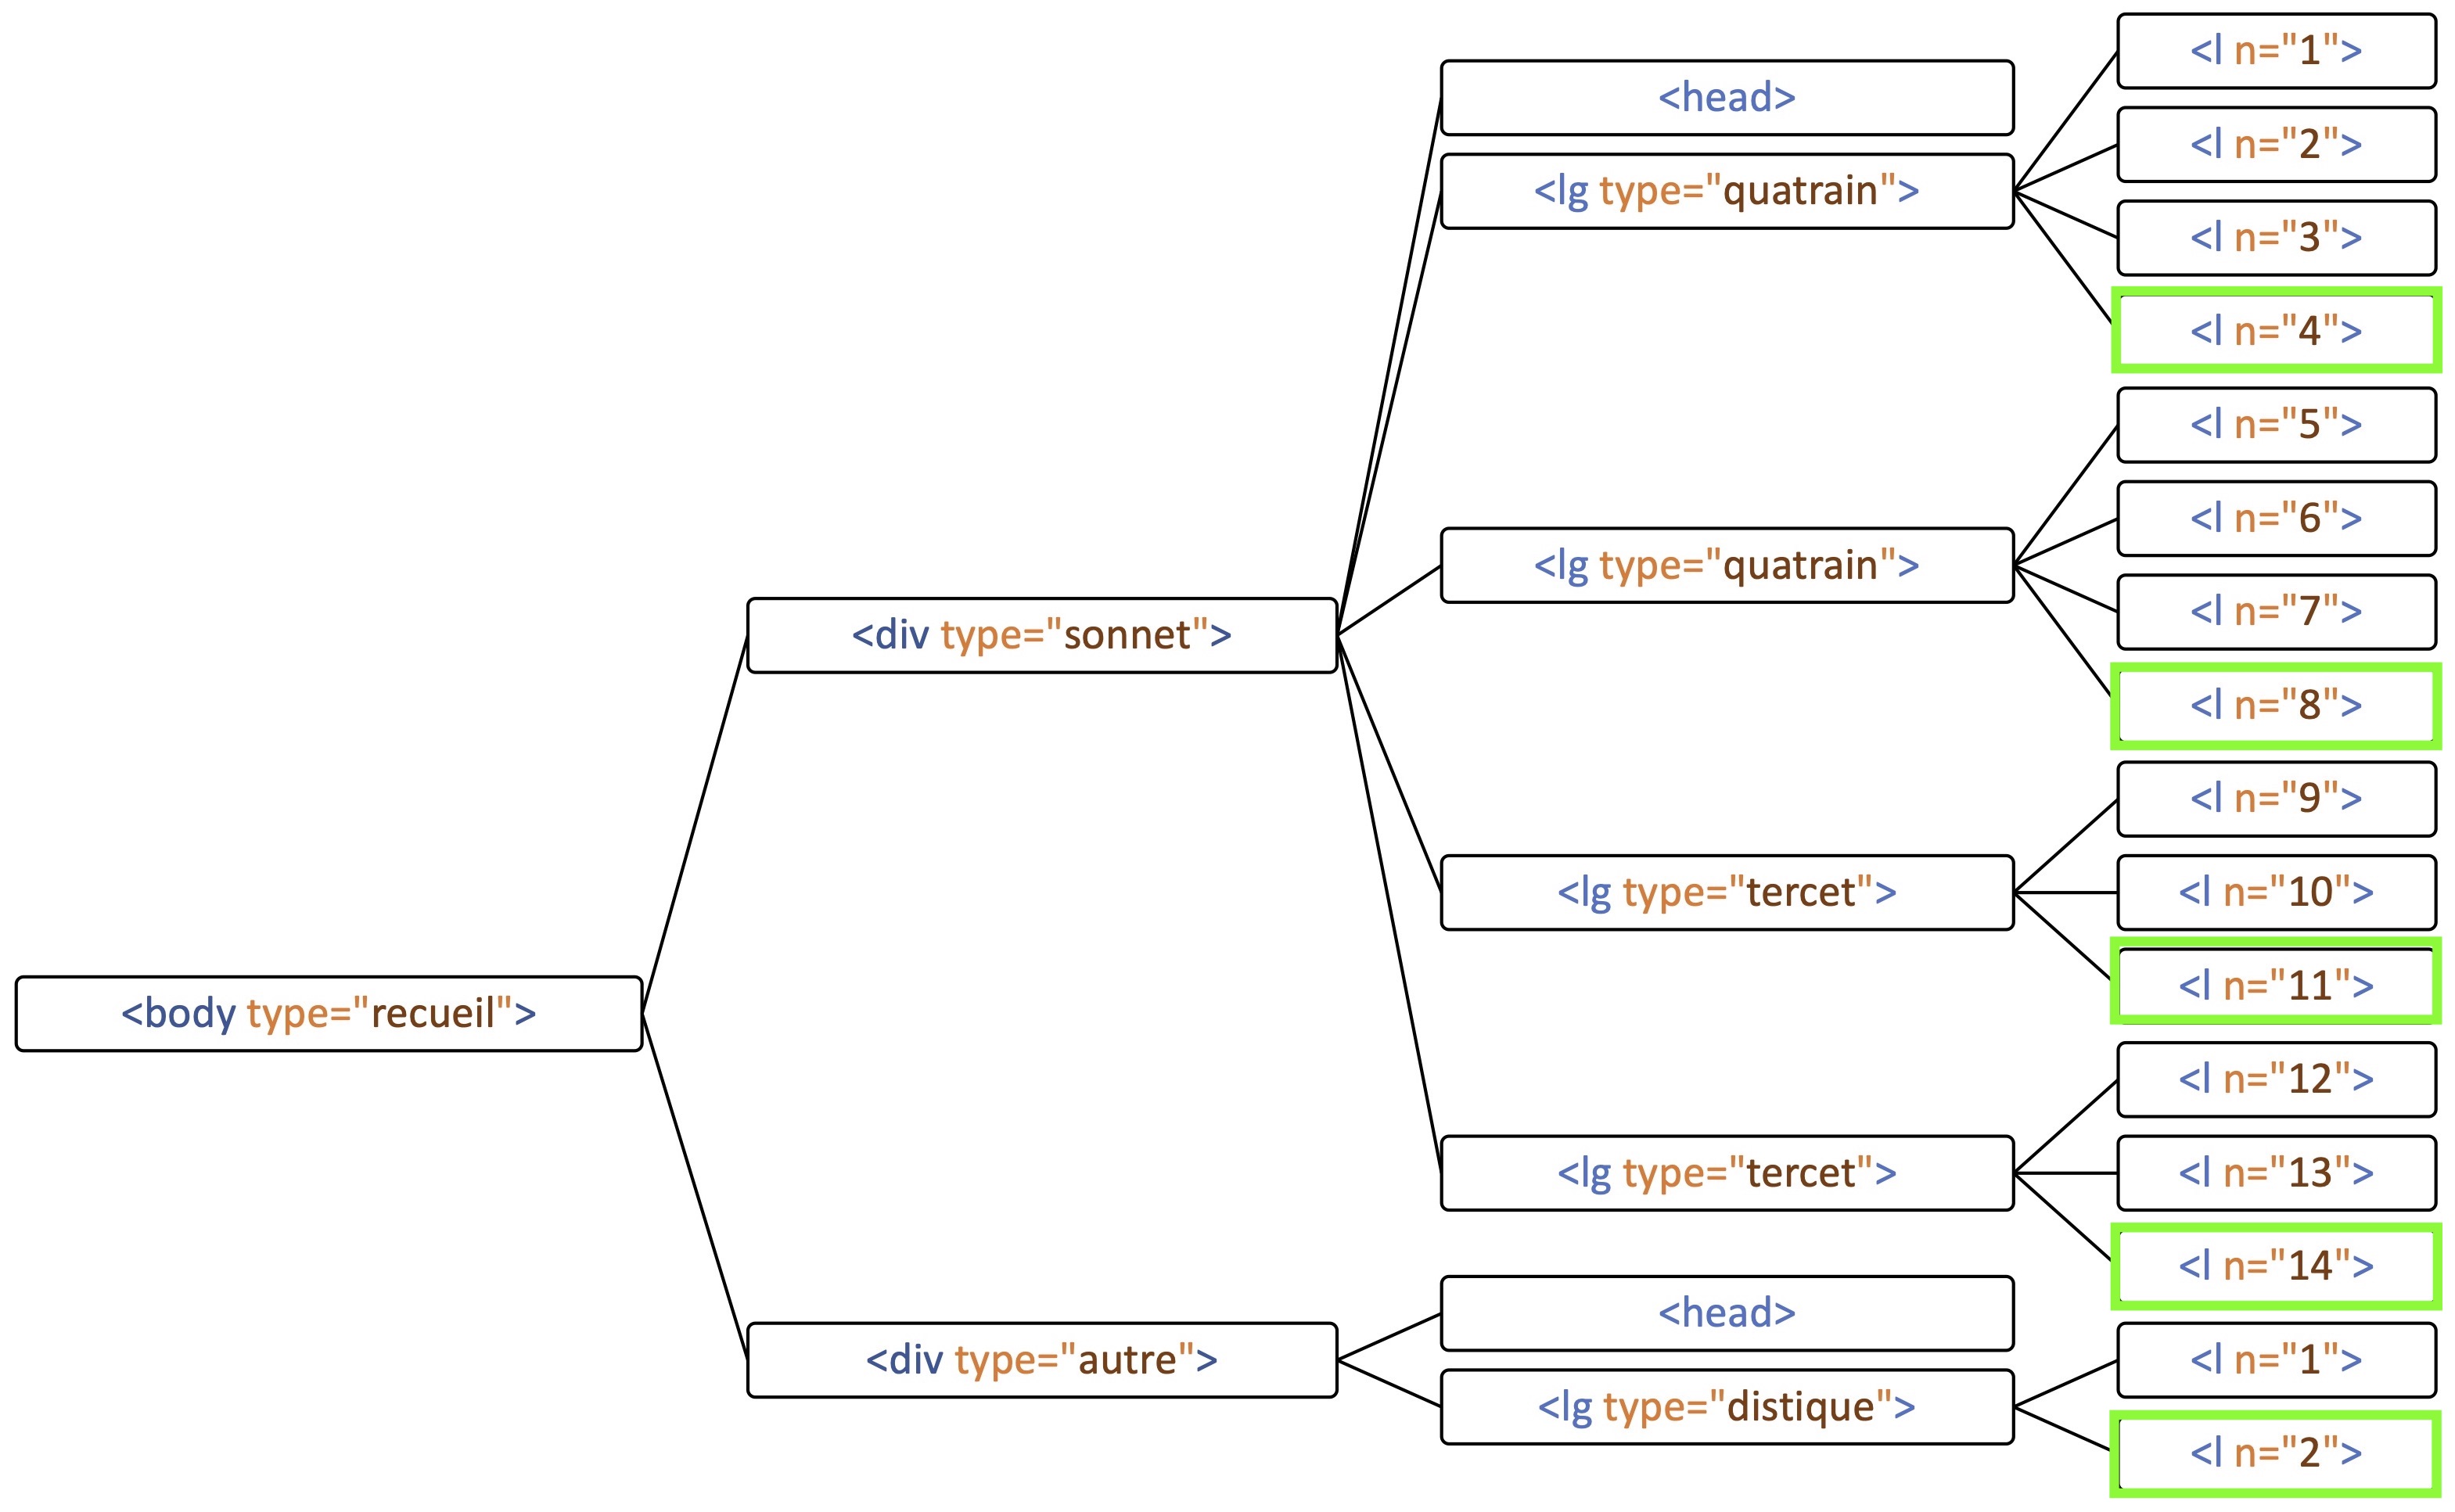 <body type="recueil">
<div type="sonnet">
<head>
<lg type="quatrain">
<l n="1">
<l n="2">
<l n="3">
<l n="4">
<lg type="quatrain">
<l n="5">
<l n="6">
<l n="7">
<l n="8">
<lg type="tercet">
<l n="9">
<l n="10">
<l n="11">
<lg type="tercet">
<l n="12">
<l n="13">
<l n="14">
<div type="autre">
<head>
<lg type="distique">
<l n="1">
<l n="2">